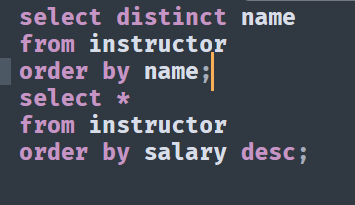 select distinct name
from instructor
order by name;
select *
from instructor
order by salary desc;